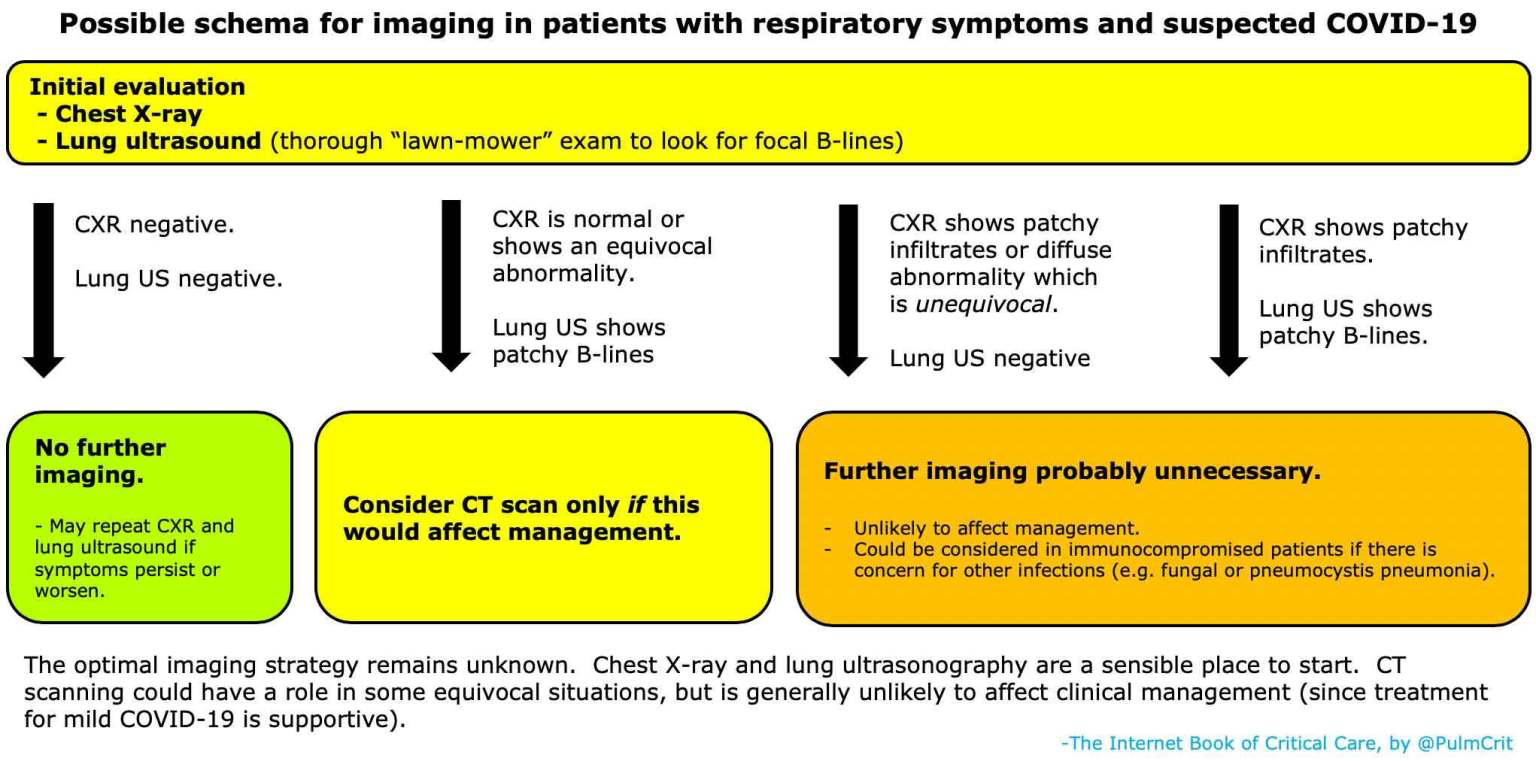 Possible schema for imaging in patients with respiratory symptoms and suspected COVID-19
Initial evaluation
- Chest X-ray
- Lung ultrasound (thorough “lawn-mower” exam to look for focal B-lines)
CXR negative.
Lung US negative.
CXR is normal or
shows an equivocal
abnormality.
Lung US shows
patchy B-lines
CXR shows patchy
infiltrates or diffuse
abnormality which
is unequivocal.
Lung US negative
CXR shows patchy
infiltrates.
Lung US shows
patchy B-lines.
No further
imaging.
- May repeat CXR and
lung ultrasound if
symptoms persist or
worsen.
Consider CT scan only if this
would affect management.
Further imaging probably unnecessary.
- Unlikely to affect management.
- Could be considered in immunocompromised patients if there is
concern for other infections (e.g. fungal or pneumocystis pneumonia).
The optimal imaging strategy remains unknown. Chest X-ray and lung ultrasonography are a sensible place to start. CT
scanning could have a role in some equivocal situations, but is generally unlikely to affect clinical management (since treatment
for mild COVID-19 is supportive).
-The Internet Book of Critical Care, by @PulmCrit